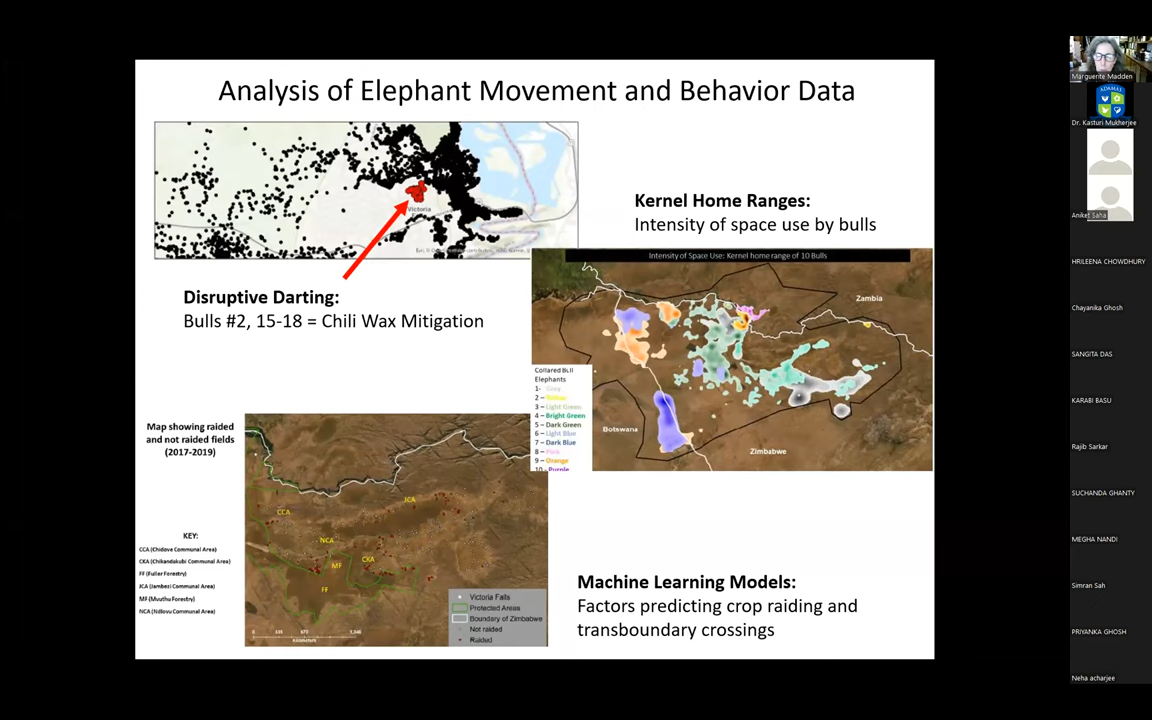 Analysis of Elephant Movement and Behavior Data
Victoria
Kernel Home Ranges:
Intensity of space use by bulls
Disruptive Darting:
Bulls #2, 15-18 = Chili Wax Mitigation
Intensity of Space Use: Kernel home range of 10 Bulls
Zambia
Botswana
Zimbabwe
Collared Bull
Elephants
1- Grey
2 – Yellow
3 – Light Green
4 – Bright Green
5 – Dark Green
6 – Light Blue
7 – Dark Blue
8 – Pink
9 – Orange
10 – Purple
Map showing raided
and not raided fields
(2017-2019)
KEY:
CCA (Chidova Communal Area)
CKA (Chikandakubi Communal Area)
FF (Fuller Forestry)
JCA (Jambezi Communal Area)
MF (Mvuthu Forestry)
NCA (Ndlovu Communal Area)
JCA
CCA
NCA
CKA
MF
FF
Victoria Falls
Protected Areas
Boundary of Zimbabwe
Not raided
Raided
Kilometers
Machine Learning Models:
Factors predicting crop raiding and
transboundary crossings
Marguerite Madden
ADAMAS
Dr. Kasturi Mukherjee
Aniket Saha
HRILEENA CHOWDHURY
Chayanika Ghosh
SANGITA DAS
KARABI BASU
Rajib Sarkar
SUCHANDA GHANTY
MEGHA NANDI
Simran Sah
PRIYANKA GHOSH
Neha acharjee